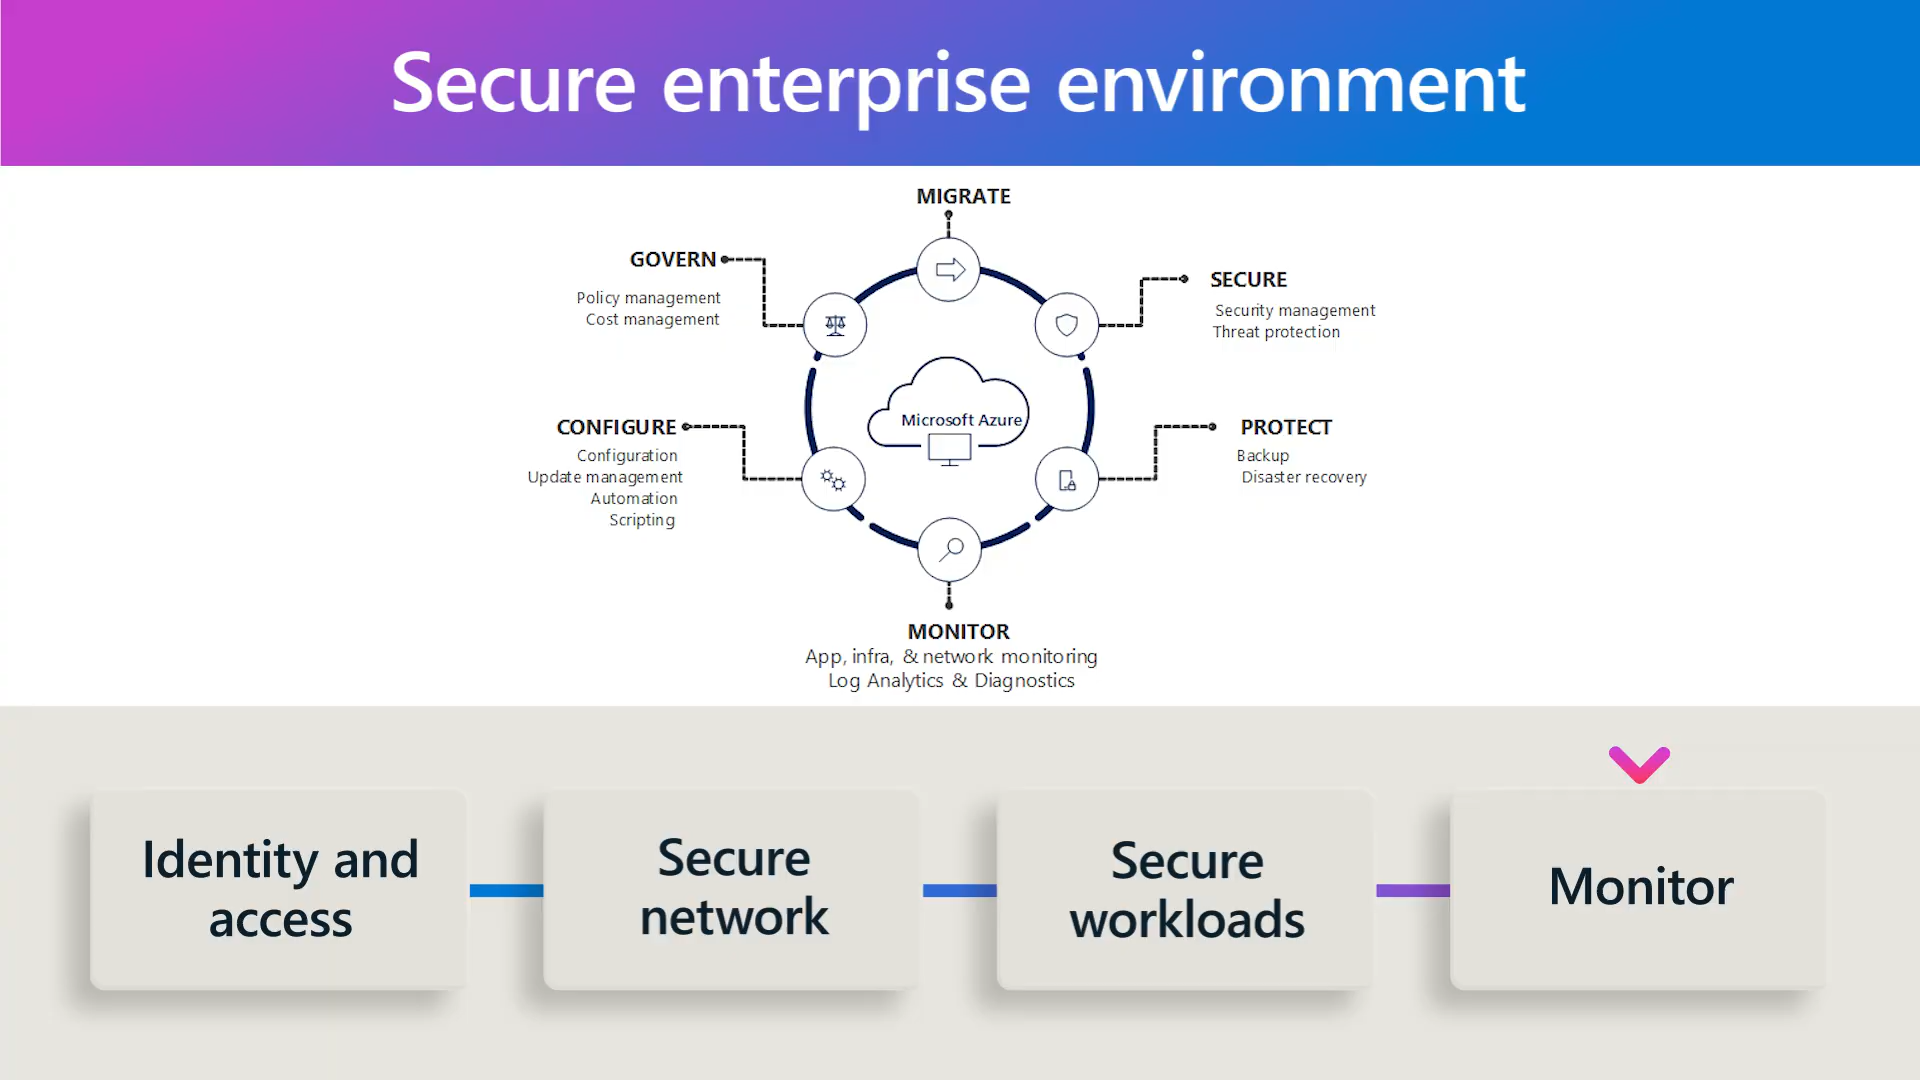 Secure enterprise environment
MIGRATE
GOVERN
Policy management
Cost management
SECURE
Security management
Threat protection
Microsoft Azure
CONFIGURE
Configuration
Update management
Automation
Scripting
PROTECT
Backup
Disaster recovery
MONITOR
App, infra, & network monitoring
Log Analytics & Diagnostics
Identity and
access
Secure
network
Secure
workloads
Monitor